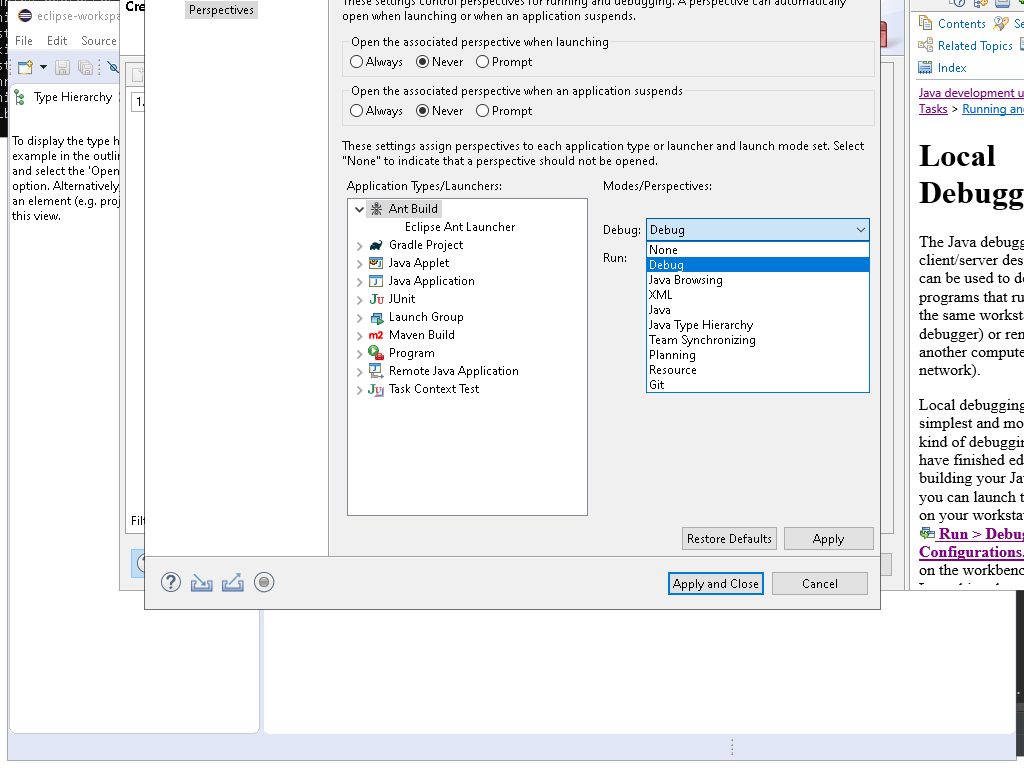 eclipse-workspa
File Edit Source
Type Hierarchy
To display the type h
example in the outlin
and select the 'Open
option. Alternatively
an element (e.g. proj
this view.
Cre
1.
Filt
Perspectives
These settings control perspectives for running and debugging. A perspective can automatically
open when launching or when an application suspends.
Open the associated perspective when launching
Always Never Prompt
Open the associated perspective when an application suspends
Always Never Prompt
These settings assign perspectives to each application type or launcher and launch mode set. Select
"None" to indicate that a perspective should not be opened.
Application Types/Launchers:
Ant Build
Eclipse Ant Launcher
Gradle Project
Java Applet
Java Application
JUnit
Launch Group
Maven Build
Program
Remote Java Application
Task Context Test
Modes/Perspectives:
Debug: Debug
Run:
None
Debug
Java Browsing
XML
Java
Java Type Hierarchy
Team Synchronizing
Planning
Resource
Git
Restore Defaults Apply
Apply and Close Cancel
Contents Se
Related Topics
Index
Java development u
Tasks > Running and
Local
Debugg
The Java debugg
client/server des
can be used to de
programs that ru
the same worksta
debugger) or rem
another compute
network).
Local debugging
simplest and mo
kind of debuggin
have finished ed
building your Jav
you can launch t
on your worksta
Run > Debug
Configurations.
on the workbenc